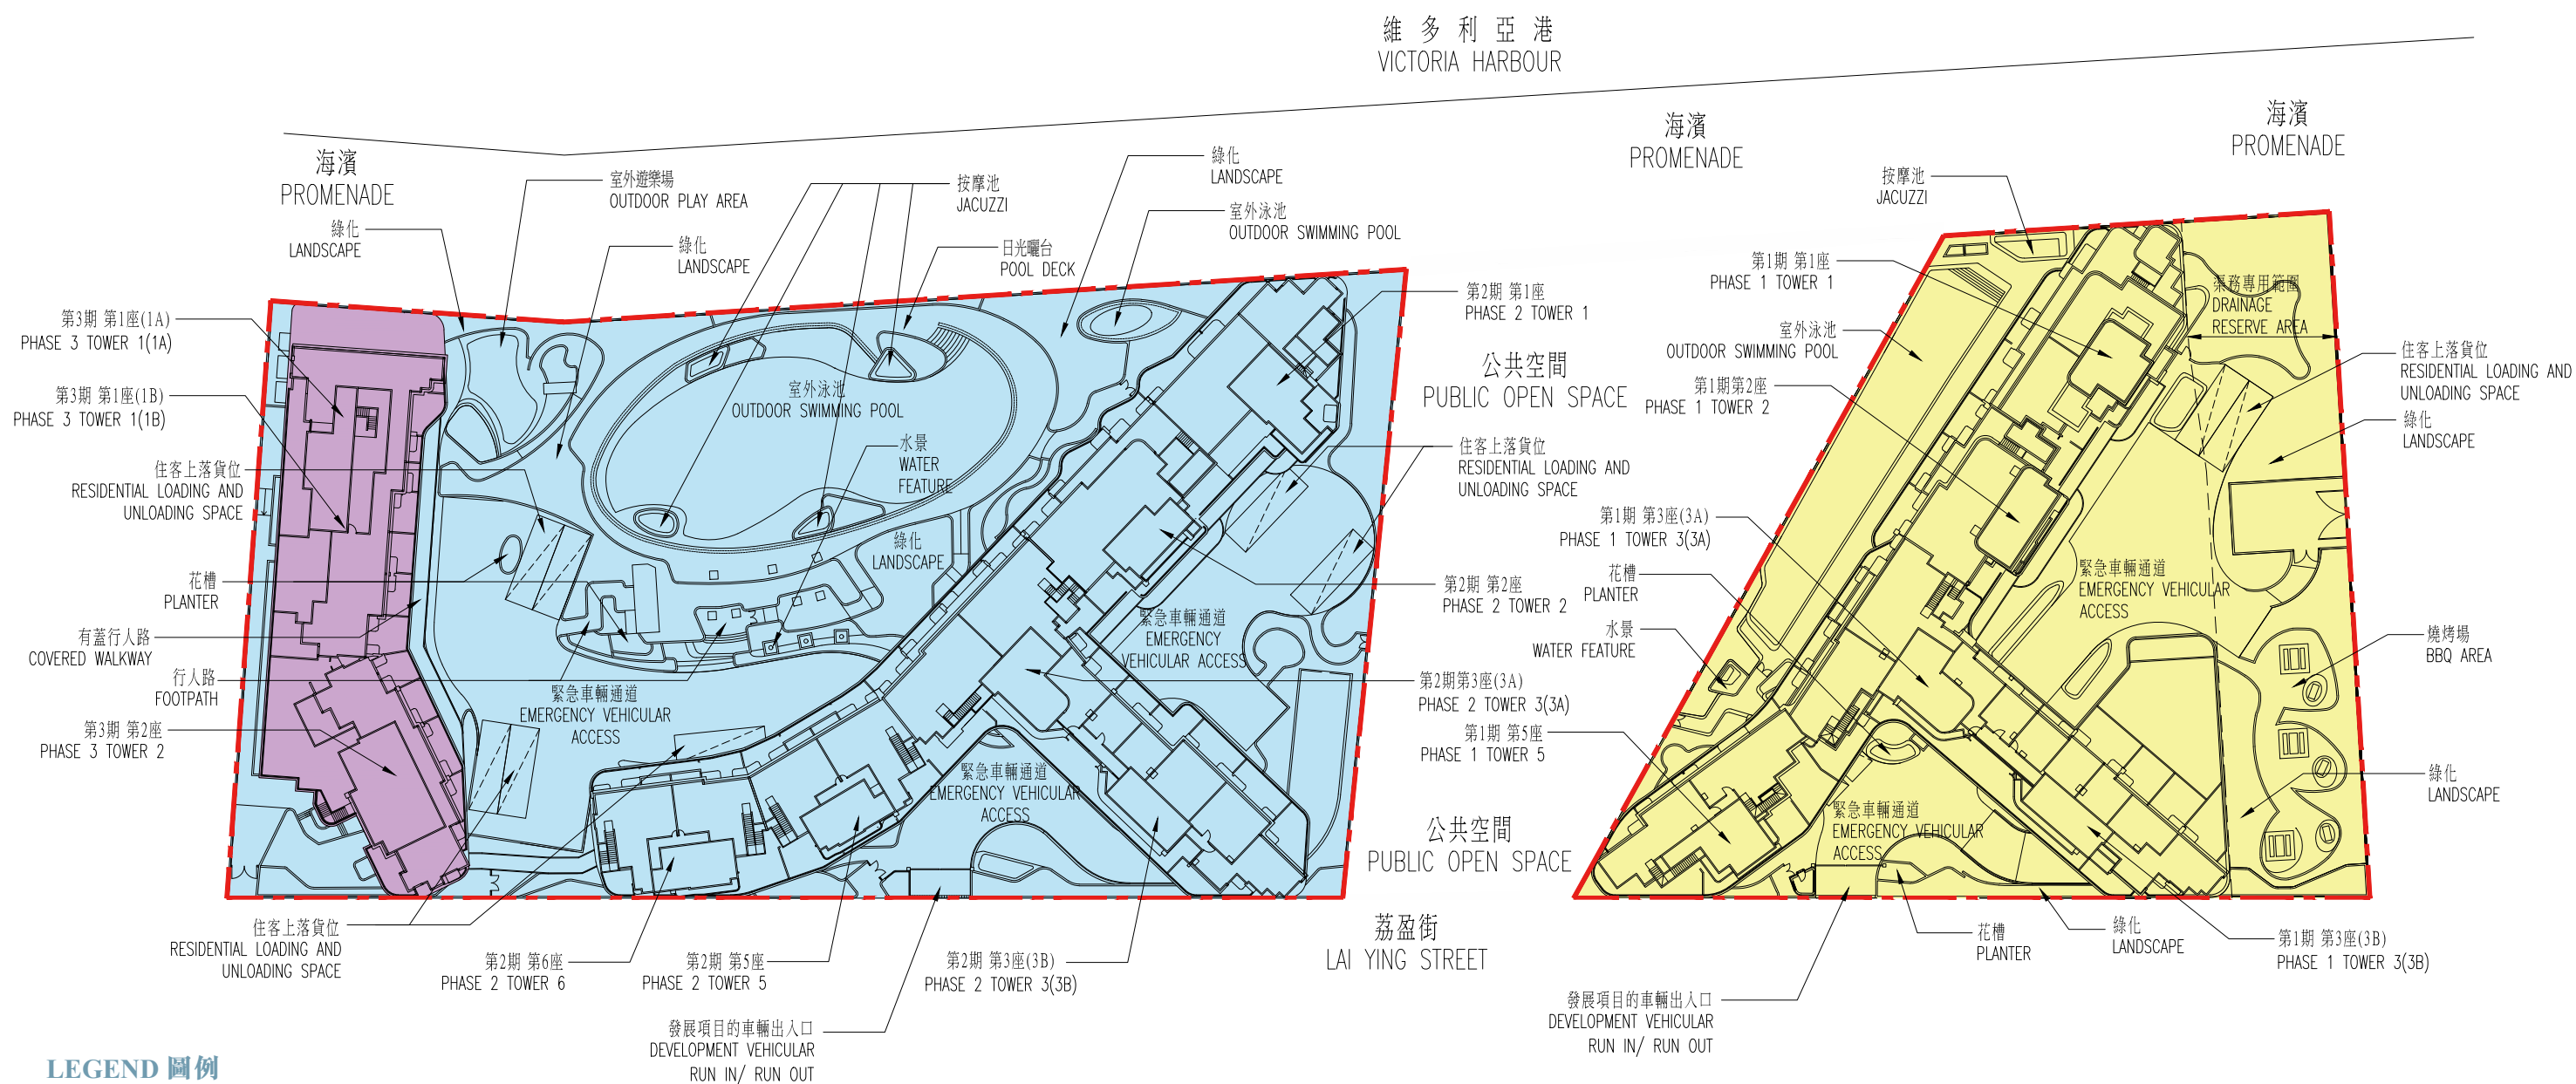 維多利亞港
VICTORIA HARBOUR
海濱
PROMENADE
海濱
PROMENADE
海濱
PROMENADE
綠化
LANDSCAPE
室外遊樂場
OUTDOOR PLAY AREA
綠化
LANDSCAPE
按摩池
JACUZZI
綠化
LANDSCAPE
室外泳池
OUTDOOR SWIMMING POOL
日光曬台
POOL DECK
第3期 第1座(1A)
PHASE 3 TOWER 1(1A)
第3期 第1座(1B)
PHASE 3 TOWER 1(1B)
住客上落貨位
RESIDENTIAL LOADING AND
UNLOADING SPACE
花槽
PLANTER
有蓋行人路
COVERED WALKWAY
行人路
FOOTPATH
第3期 第2座
PHASE 3 TOWER 2
室外泳池
OUTDOOR SWIMMING POOL
水景
WATER
FEATURE
綠化
LANDSCAPE
緊急車輛通道
EMERGENCY VEHICULAR
ACCESS
緊急車輛通道
EMERGENCY
VEHICULAR ACCESS
緊急車輛通道
EMERGENCY VEHICULAR
ACCESS
第2期 第1座
PHASE 2 TOWER 1
公共空間
PUBLIC OPEN SPACE
住客上落貨位
RESIDENTIAL LOADING AND
UNLOADING SPACE
第2期 第2座
PHASE 2 TOWER 2
第2期第3座(3A)
PHASE 2 TOWER 3(3A)
公共空間
PUBLIC OPEN SPACE
荔盈街
LAI YING STREET
住客上落貨位
RESIDENTIAL LOADING AND
UNLOADING SPACE
第2期 第6座
PHASE 2 TOWER 6
第2期 第5座
PHASE 2 TOWER 5
第2期 第3座(3B)
PHASE 2 TOWER 3(3B)
發展項目的車輛出入口
DEVELOPMENT VEHICULAR
RUN IN/ RUN OUT
按摩池
JACUZZI
第1期 第1座
PHASE 1 TOWER 1
室外泳池
OUTDOOR SWIMMING POOL
第1期第2座
PHASE 1 TOWER 2
第1期 第3座(3A)
PHASE 1 TOWER 3(3A)
花槽
PLANTER
水景
WATER FEATURE
第1期 第5座
PHASE 1 TOWER 5
渠務專用範圍
DRAINAGE
RESERVE AREA
住客上落貨位
RESIDENTIAL LOADING AND
UNLOADING SPACE
綠化
LANDSCAPE
緊急車輛通道
EMERGENCY VEHICULAR
ACCESS
燒烤場
BBQ AREA
綠化
LANDSCAPE
緊急車輛通道
EMERGENCY VEHICULAR
ACCESS
花槽
PLANTER
綠化
LANDSCAPE
第1期 第3座(3B)
PHASE 1 TOWER 3(3B)
發展項目的車輛出入口
DEVELOPMENT VEHICULAR
RUN IN/ RUN OUT
LEGEND 圖例